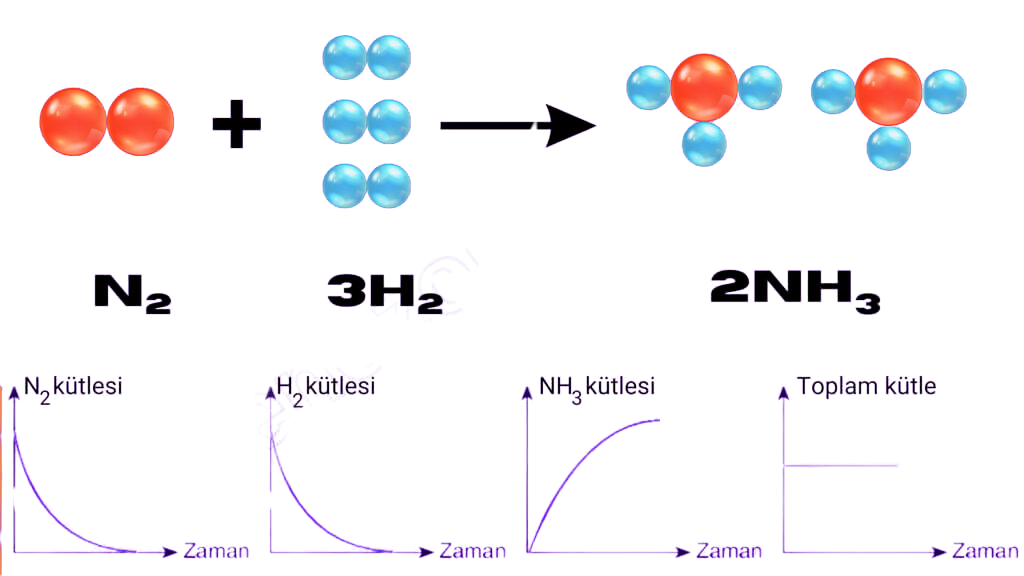 +
N₂ 3H₂ 2NH₃
N₂ kütlesi
H₂ kütlesi
NH₃ kütlesi
Toplam kütle
Zaman
Zaman
Zaman
Zaman